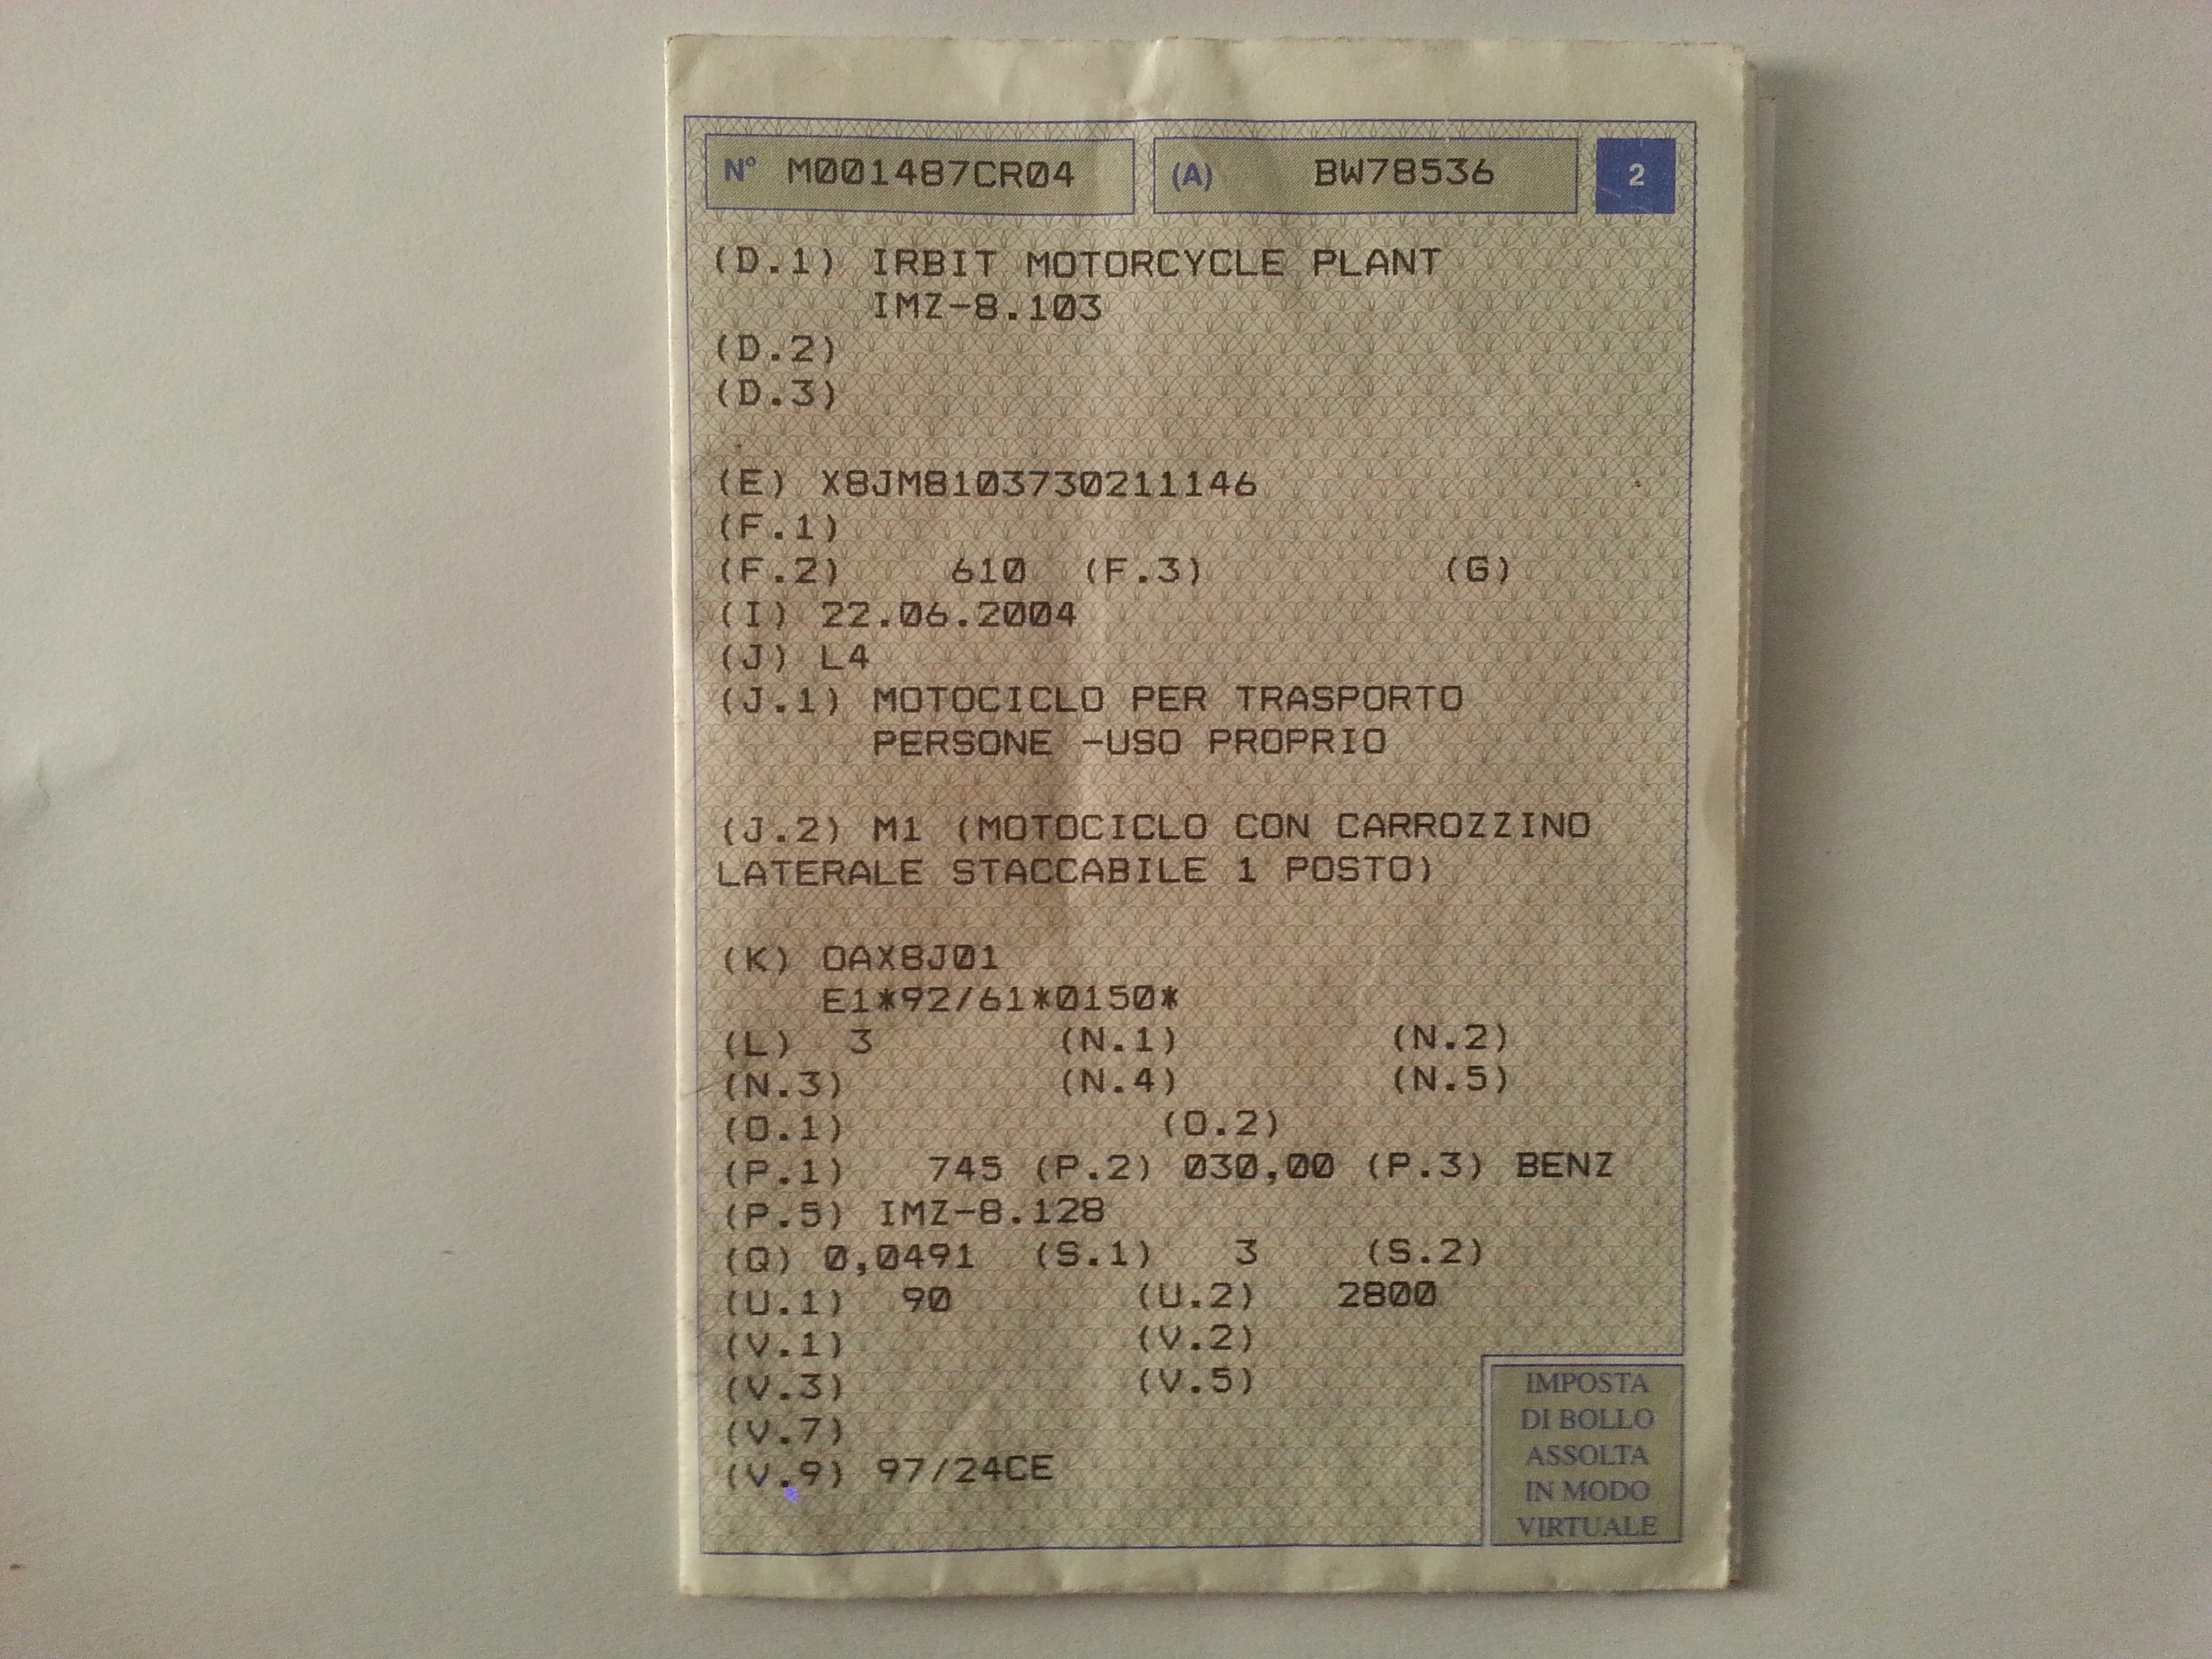 N° M001487CR04 (A) BW78536 2
(D.1) IRBIT MOTORCYCLE PLANT
IMZ-8.103
(D.2)
(D.3)
(E) X8JM8103730211146
(F.1)
(F.2) 610 (F.3) (G)
(I) 22.06.2004
(J) L4
(J.1) MOTOCICLO PER TRASPORTO
PERSONE -USO PROPRIO
(J.2) M1 (MOTOCICLO CON CARROZZINO
LATERALE STACCABILE 1 POSTO)
(K) OAX8J01
E1*92/61*0150*
(L) 3 (N.1) (N.2)
(N.3) (N.4) (N.5)
(O.1) (O.2)
(P.1) 745 (P.2) 030,00 (P.3) BENZ
(P.5) IMZ-8.128
(Q) 0,0491 (S.1) 3 (S.2)
(U.1) 90 (U.2) 2800
(V.1) (V.2)
(V.3) (V.5)
(V.7)
(V.9) 97/24CE
IMPOSTA
DI BOLLO
ASSOLTA
IN MODO
VIRTUALE